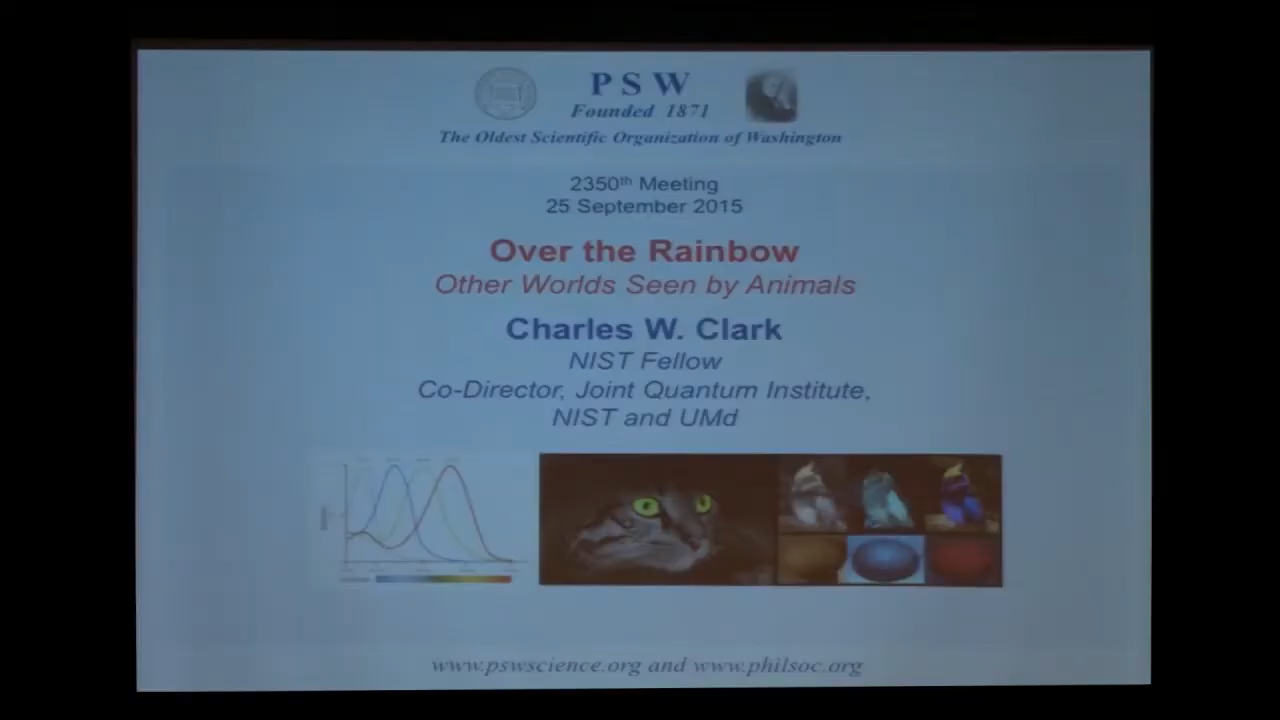 PSW
Founded 1871
The Oldest Scientific Organization of Washington
2350th Meeting
25 September 2015
Over the Rainbow
Other Worlds Seen by Animals
Charles W. Clark
NIST Fellow
Co-Director, Joint Quantum Institute,
NIST and UMd
www.pswscience.org and www.philsoc.org